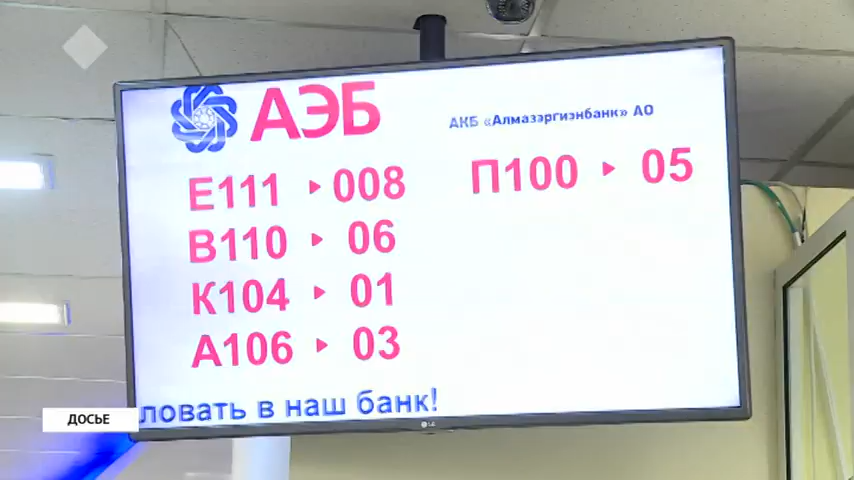 АЭБ
АКБ «Алмазэргиэнбанк» АО
Е111 ▸ 008
П100 ▸ 05
В110 ▸ 06
К104 ▸ 01
А106 ▸ 03
ловать в наш банк!
ДОСЬЕ
LG